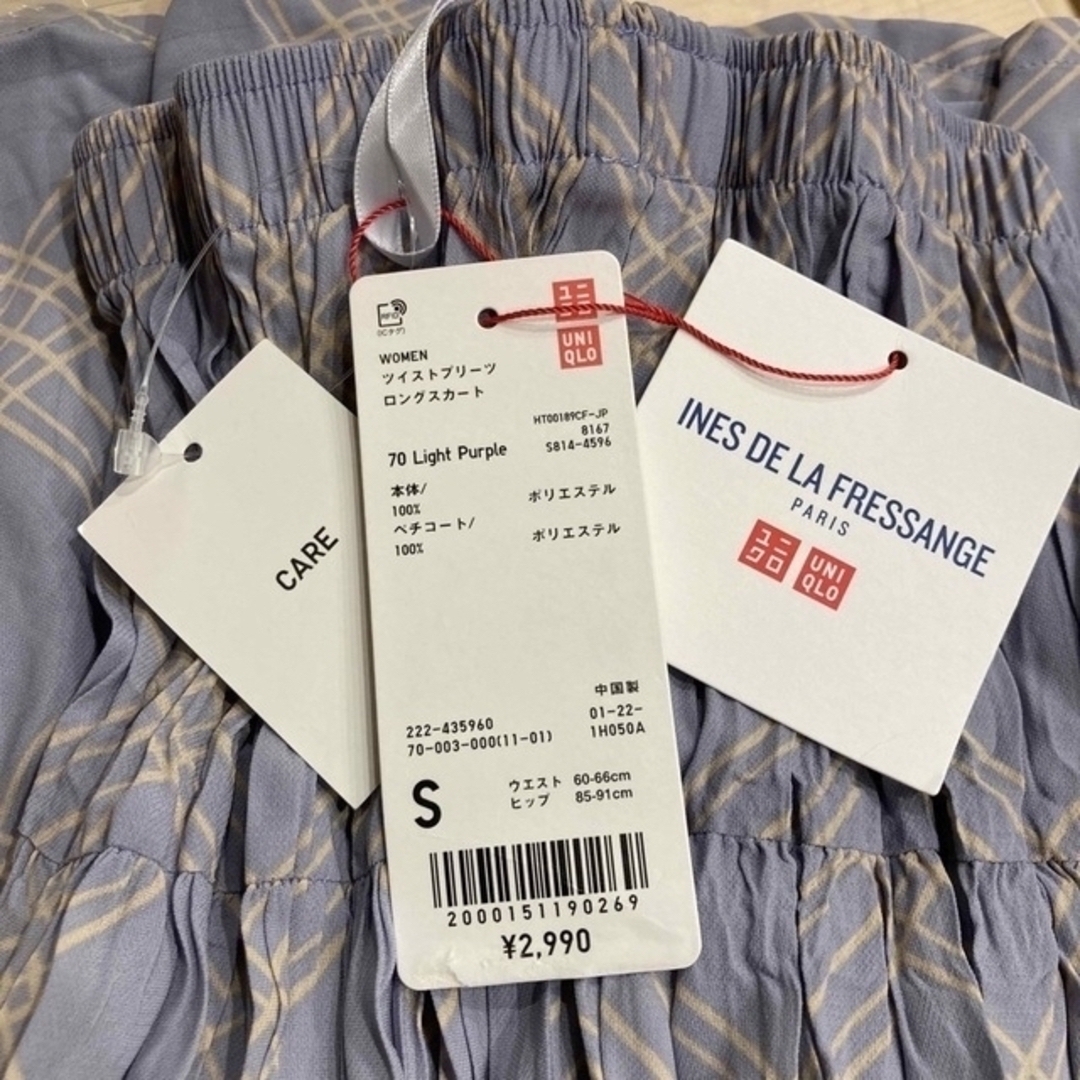 RFID
(ICタグ)
ユニ
クロ
UNI
QLO
WOMEN
ツイストプリーツ
ロングスカート
HT00189CF-JP
8167
S814-4596
70 Light Purple
本体/ ポリエステル
100%
ペチコート/ ポリエステル
100%
中国製
222-435960 01-22-
70-003-000(11-01) 1H050A
S
ウエスト 60-66cm
ヒップ 85-91cm
2000151190269
¥2,990
CARE
INES DE LA FRESSANGE
PARIS
ユニ
クロ
UNI
QLO